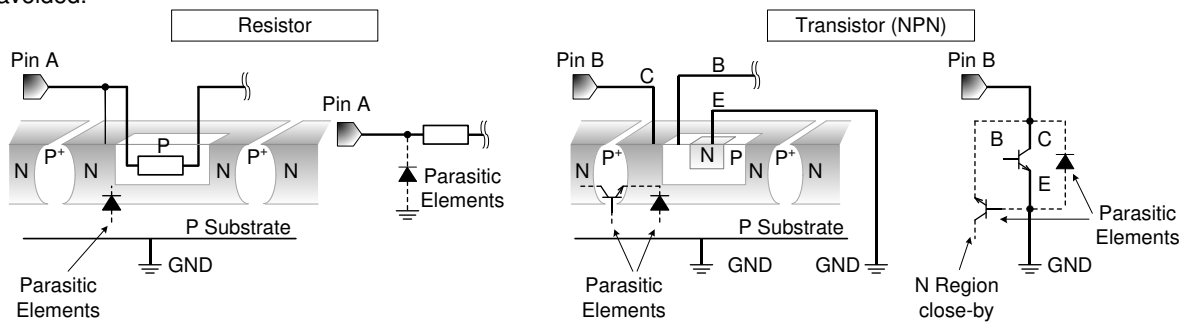 avoided.
Resistor
Transistor (NPN)
Pin A
Pin A
N
P+
N
P
N
P+
N
Parasitic
Elements
P Substrate
GND
Parasitic
Elements
Pin B
C
B
E
N
P+
N
N
P
N
P+
N
P Substrate
GND
GND
Parasitic
Elements
Pin B
B
C
E
Parasitic
Elements
GND
N Region
close-by